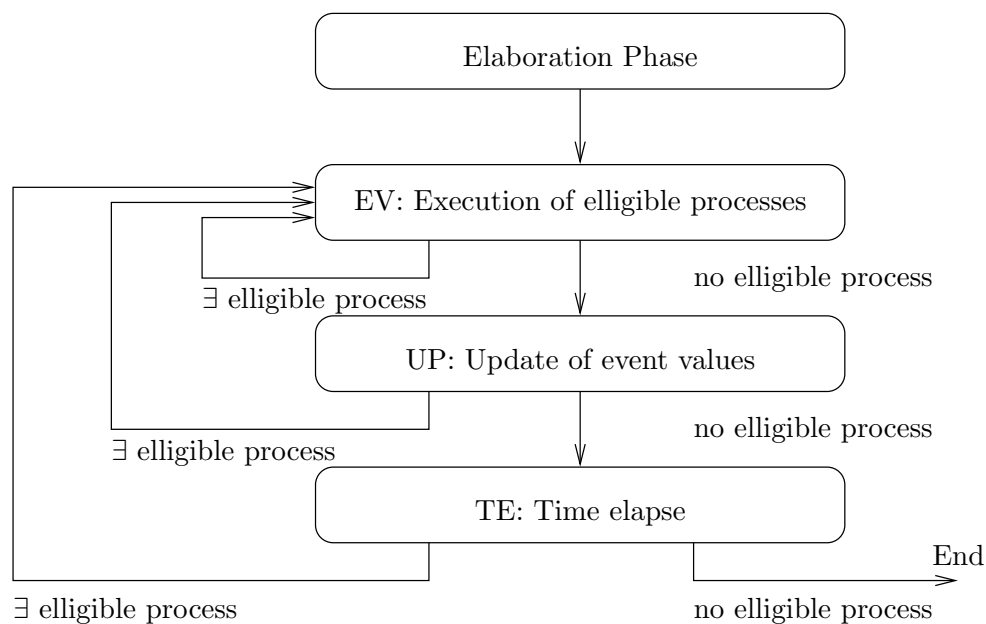 Elaboration Phase
EV: Execution of elligible processes
no elligible process
∃ elligible process
UP: Update of event values
no elligible process
∃ elligible process
TE: Time elapse
End
∃ elligible process
no elligible process